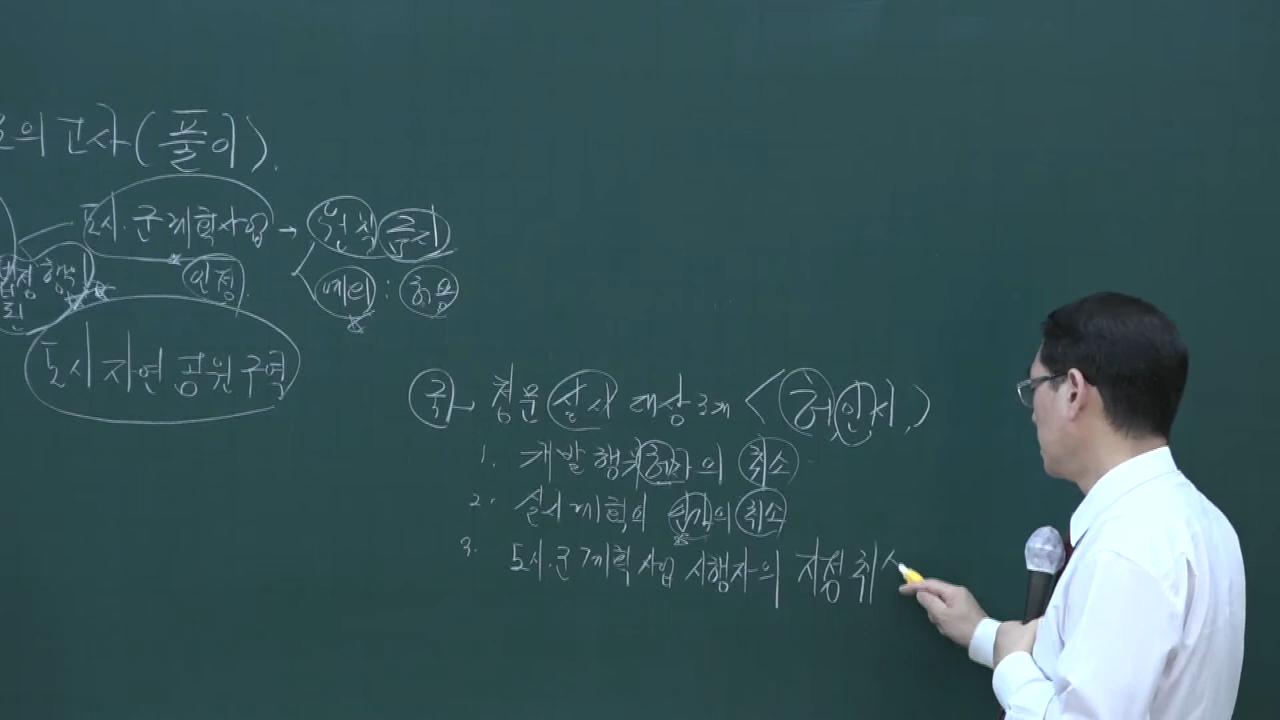 의고사(풀이).
도시·군계획사업 → 원칙 금지
인정.
예외 : 허용
도시자연공원구역
국 청문 실시 대상 3개 <허, 인, 지,>
1. 개발행위허가의 취소
2. 실시계획의 인가의 취소
3. 도시·군계획사업 시행자의 지정취